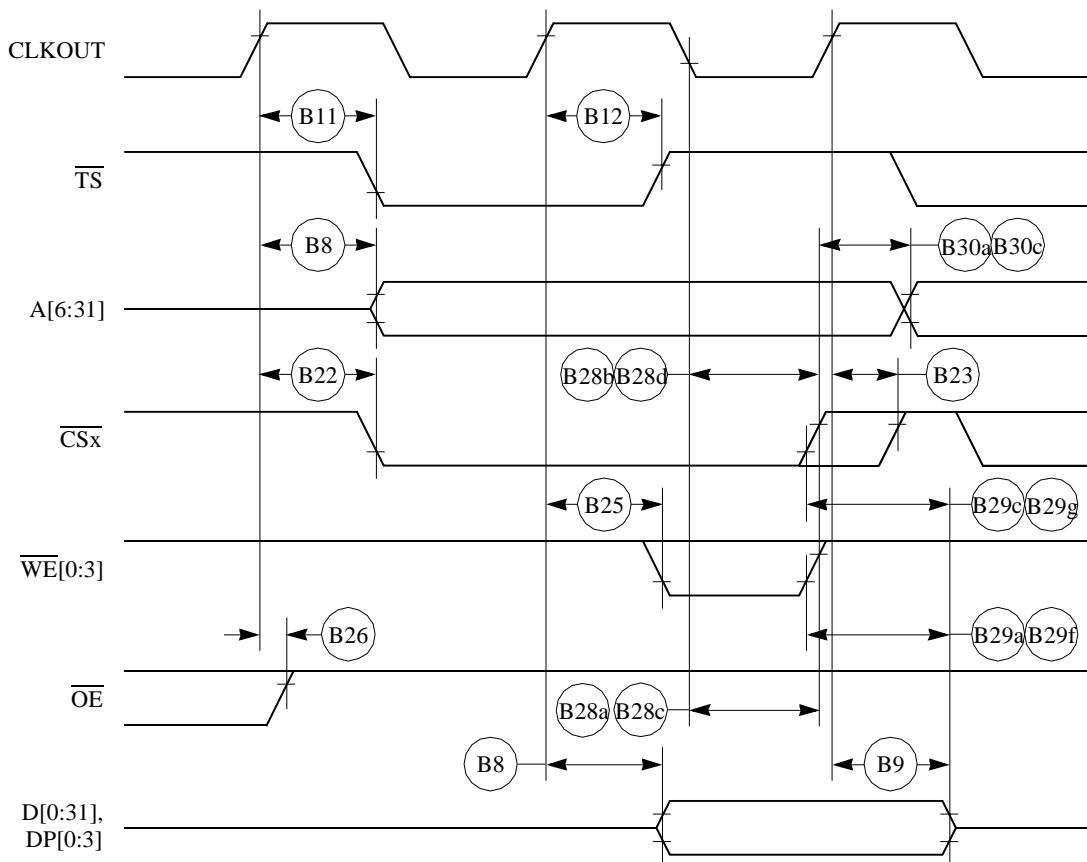 CLKOUT
B11 B12
TS
B8 B30a B30c
A[6:31]
B22 B28b B28d B23
CSx
B25 B29c B29g
WE[0:3]
B26 B29a B29f
OE
B28a B28c
B8 B9
D[0:31],
DP[0:3]